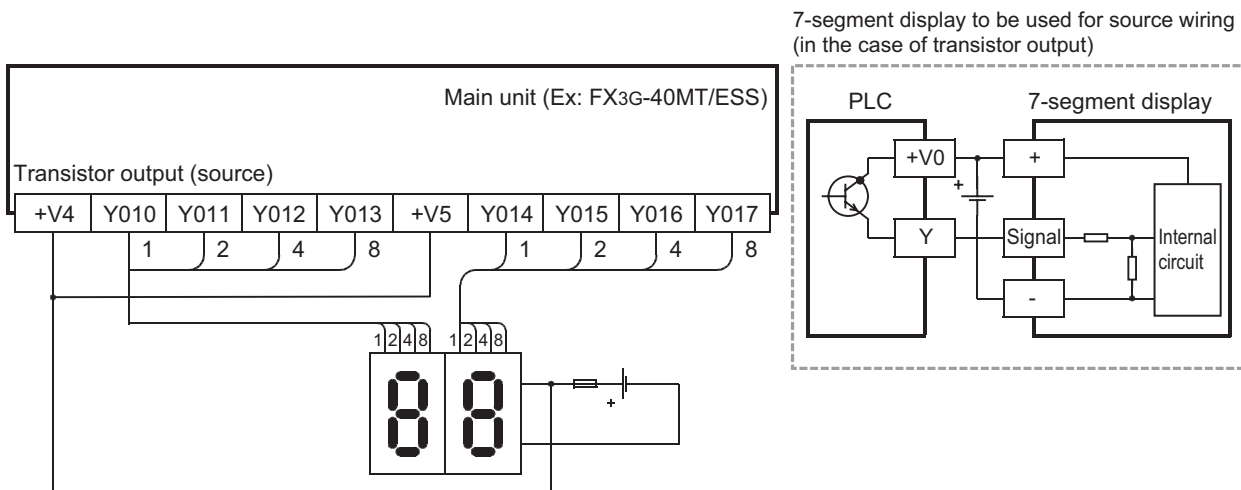 7-segment display to be used for source wiring
(in the case of transistor output)
Main unit (Ex: FX3G-40MT/ESS)
Transistor output (source)
+V4 Y010 Y011 Y012 Y013 +V5 Y014 Y015 Y016 Y017
1 2 4 8 1 2 4 8
1 2 4 8 1 2 4 8
+
PLC 7-segment display
+V0 +
+
Y Signal Internal
circuit
-